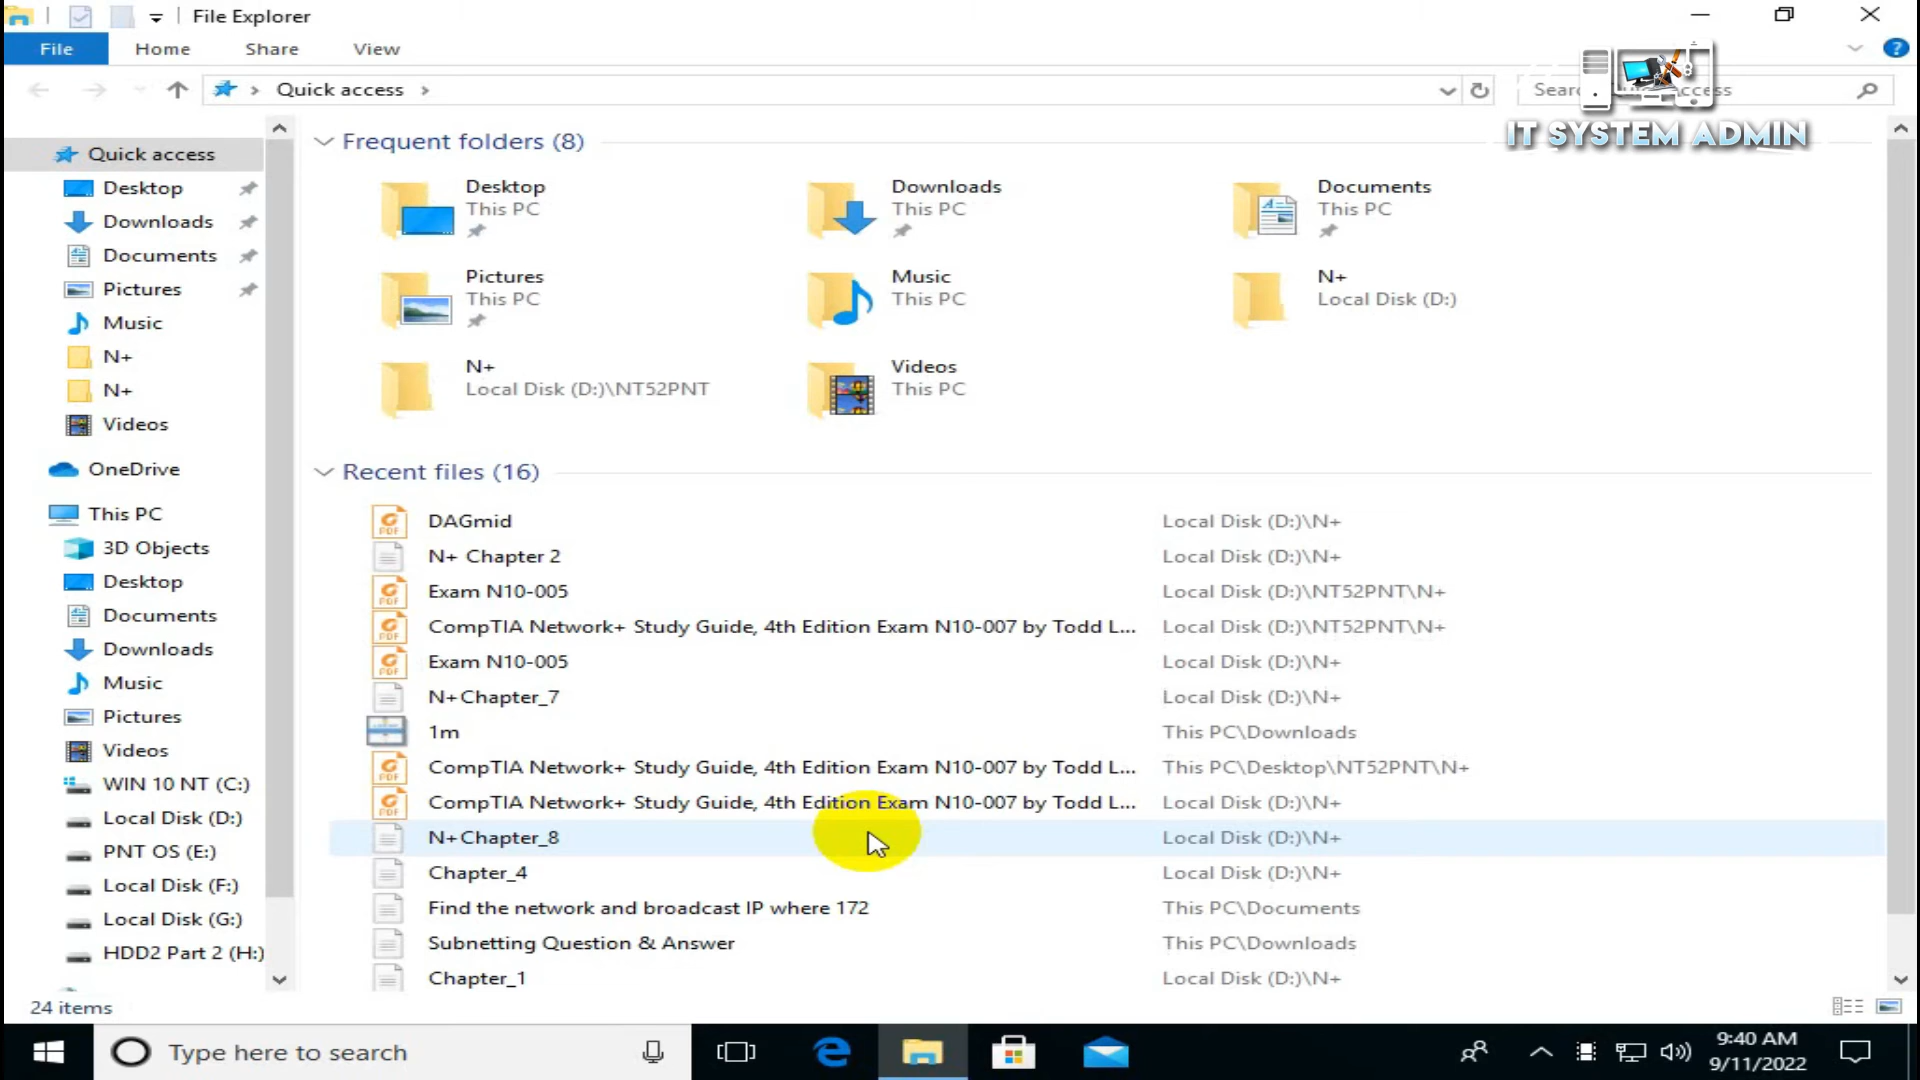 File Explorer
File Home Share View
Quick access
IT SYSTEM ADMIN
Quick access
Desktop
Downloads
Documents
Pictures
Music
N+
N+
Videos
OneDrive
This PC
3D Objects
Desktop
Documents
Downloads
Music
Pictures
Videos
WIN 10 NT (C:)
Local Disk (D:)
PNT OS (E:)
Local Disk (F:)
Local Disk (G:)
HDD2 Part 2 (H:)
Frequent folders (8)
Desktop
This PC
Downloads
This PC
Documents
This PC
Pictures
This PC
Music
This PC
N+
Local Disk (D:)
N+
Local Disk (D:)\NT52PNT
Videos
This PC
Recent files (16)
DAGmid Local Disk (D:)\N+
N+ Chapter 2 Local Disk (D:)\N+
Exam N10-005 Local Disk (D:)\NT52PNT\N+
CompTIA Network+ Study Guide, 4th Edition Exam N10-007 by Todd L... Local Disk (D:)\NT52PNT\N+
Exam N10-005 Local Disk (D:)\N+
N+Chapter_7 Local Disk (D:)\N+
1m This PC\Downloads
CompTIA Network+ Study Guide, 4th Edition Exam N10-007 by Todd L... This PC\Desktop\NT52PNT\N+
CompTIA Network+ Study Guide, 4th Edition Exam N10-007 by Todd L... Local Disk (D:)\N+
N+Chapter_8 Local Disk (D:)\N+
Chapter_4 Local Disk (D:)\N+
Find the network and broadcast IP where 172 This PC\Documents
Subnetting Question & Answer This PC\Downloads
Chapter_1 Local Disk (D:)\N+
24 items
Type here to search
9:40 AM
9/11/2022